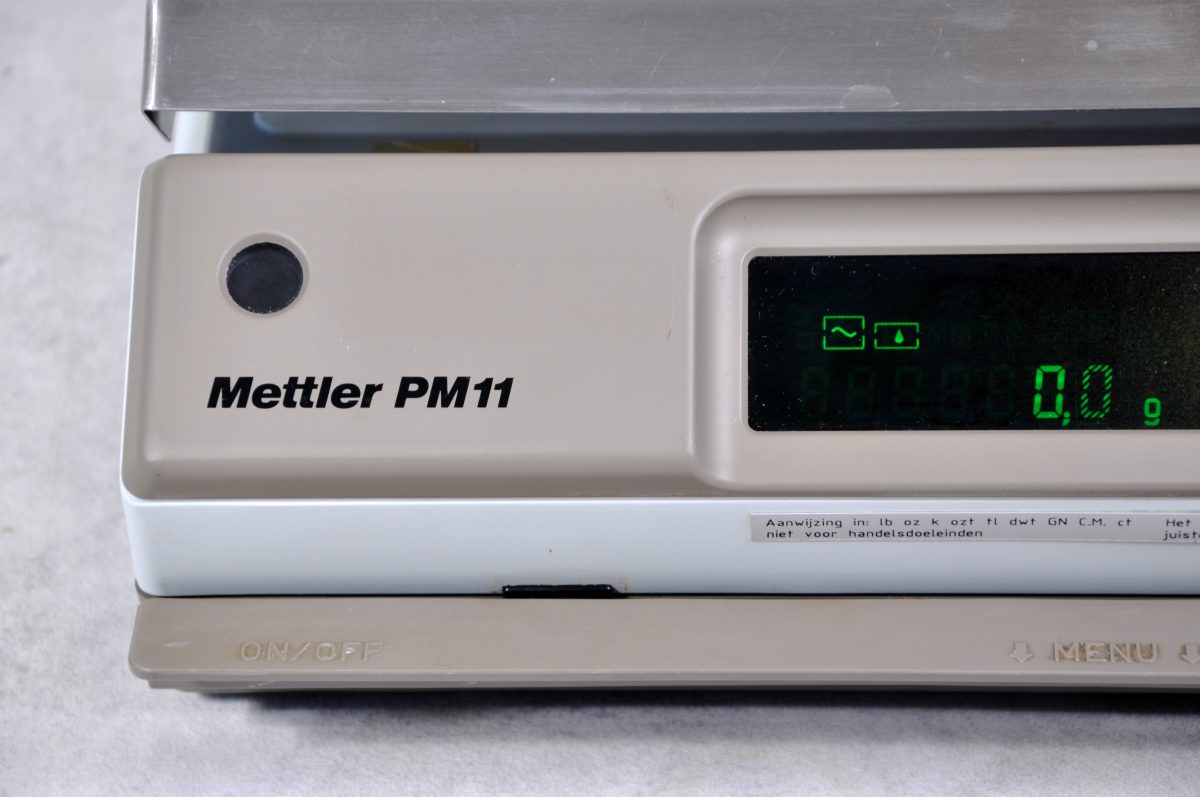 Mettler PM11
0,0 g
Aanwijzing in: lb oz k ozt tl dwt GN C.M. ct
niet voor handelsdoeleinden
Het
juist
ON/OFF
MENU